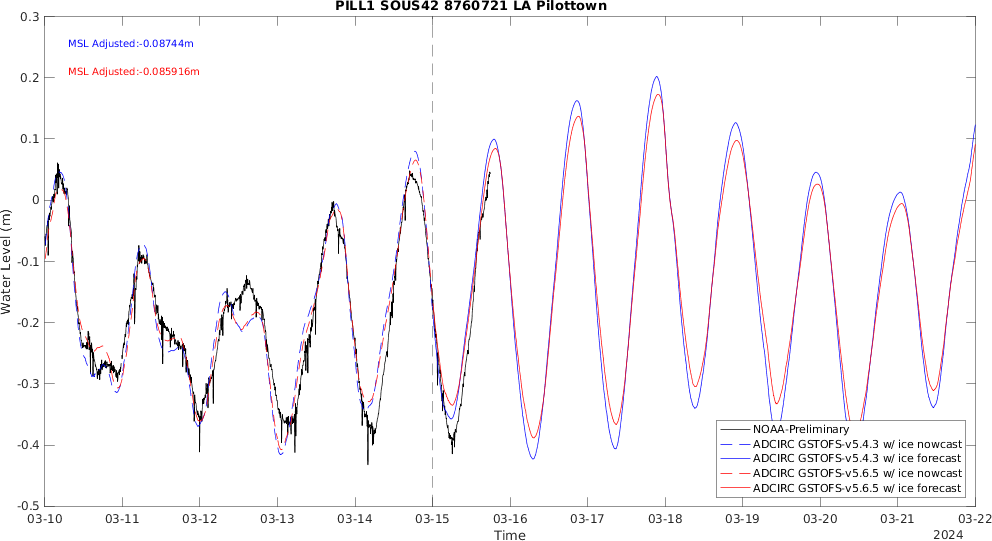 PILL1 SOUS42 8760721 LA Pilottown
MSL Adjusted:-0.08744m
MSL Adjusted:-0.085916m
Water Level (m)
0.3
0.2
0.1
0
-0.1
-0.2
-0.3
-0.4
-0.5
NOAA-Preliminary
ADCIRC GSTOFS-v5.4.3 w/ ice nowcast
ADCIRC GSTOFS-v5.4.3 w/ ice forecast
ADCIRC GSTOFS-v5.6.5 w/ ice nowcast
ADCIRC GSTOFS-v5.6.5 w/ ice forecast
03-10 03-11 03-12 03-13 03-14 03-15 03-16 03-17 03-18 03-19 03-20 03-21 03-22
Time
2024